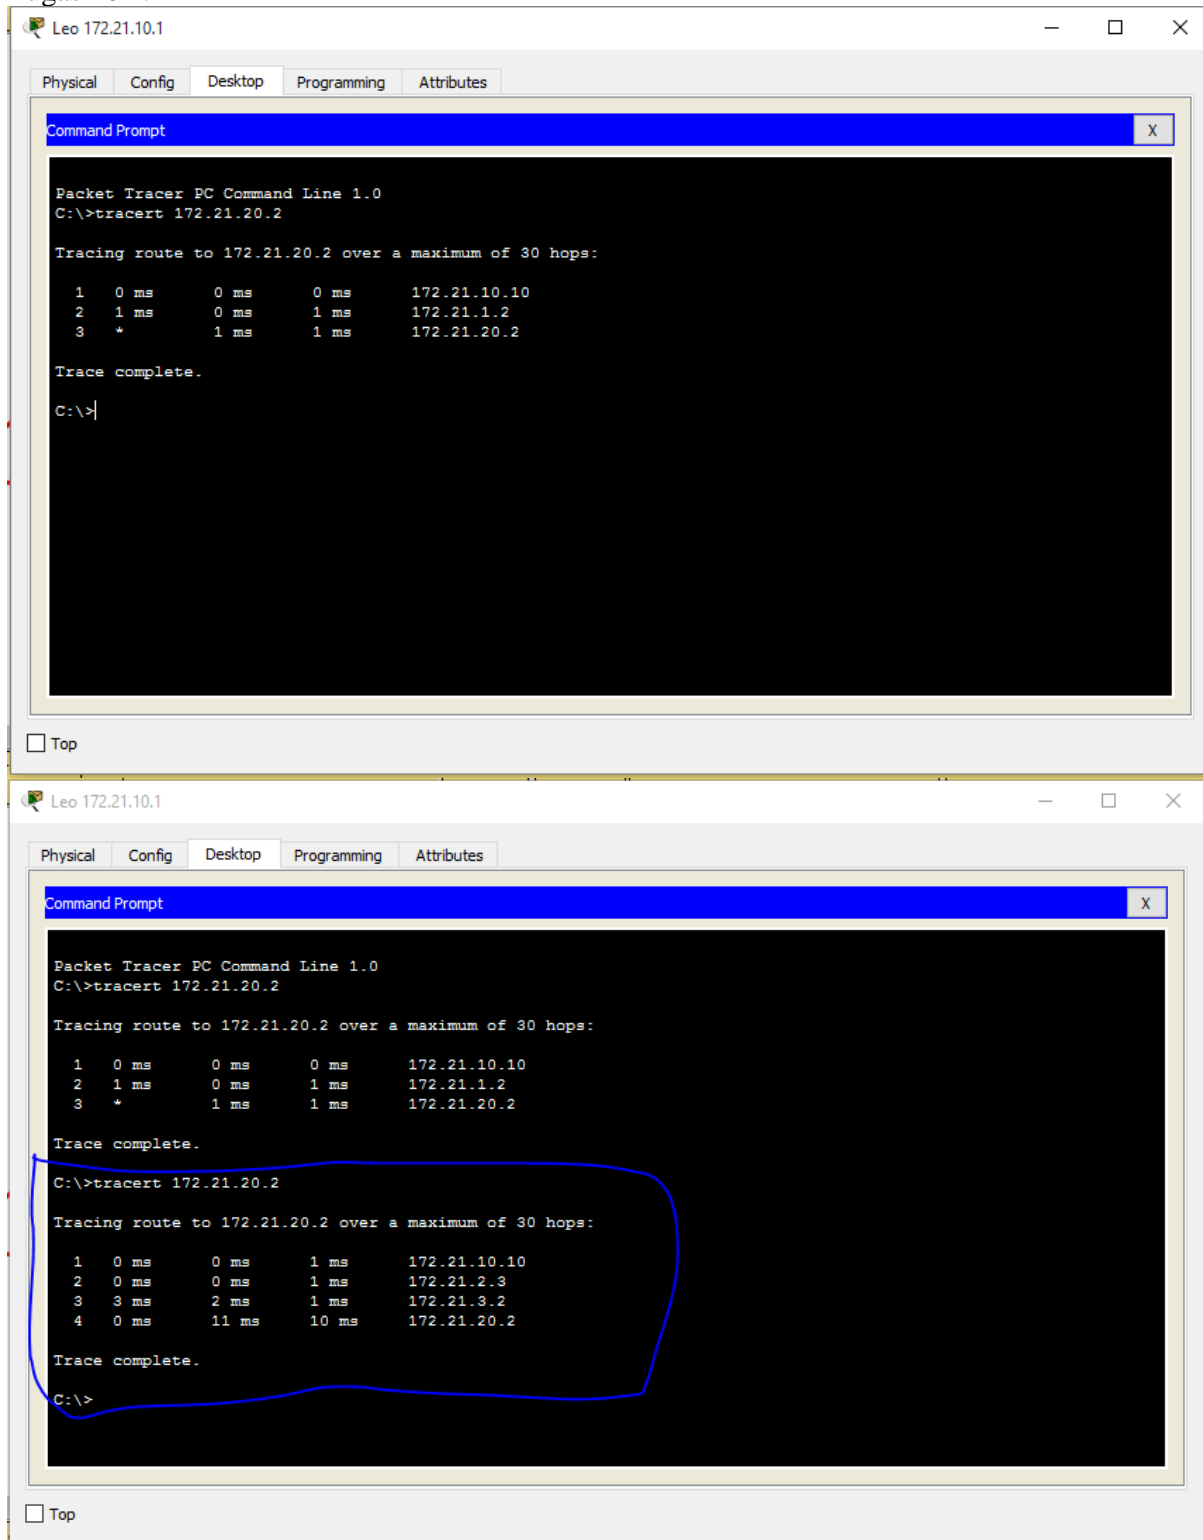 Leo 172.21.10.1
Physical Config Desktop Programming Attributes
Command Prompt X
Packet Tracer PC Command Line 1.0
C:\>tracert 172.21.20.2
Tracing route to 172.21.20.2 over a maximum of 30 hops:
1 0 ms 0 ms 0 ms 172.21.10.10
2 1 ms 0 ms 1 ms 172.21.1.2
3 * 1 ms 1 ms 172.21.20.2
Trace complete.
C:\>
Top
Leo 172.21.10.1
Physical Config Desktop Programming Attributes
Command Prompt X
Packet Tracer PC Command Line 1.0
C:\>tracert 172.21.20.2
Tracing route to 172.21.20.2 over a maximum of 30 hops:
1 0 ms 0 ms 0 ms 172.21.10.10
2 1 ms 0 ms 1 ms 172.21.1.2
3 * 1 ms 1 ms 172.21.20.2
Trace complete.
C:\>tracert 172.21.20.2
Tracing route to 172.21.20.2 over a maximum of 30 hops:
1 0 ms 0 ms 1 ms 172.21.10.10
2 0 ms 0 ms 1 ms 172.21.2.3
3 3 ms 2 ms 1 ms 172.21.3.2
4 0 ms 11 ms 10 ms 172.21.20.2
Trace complete.
C:\>
Top